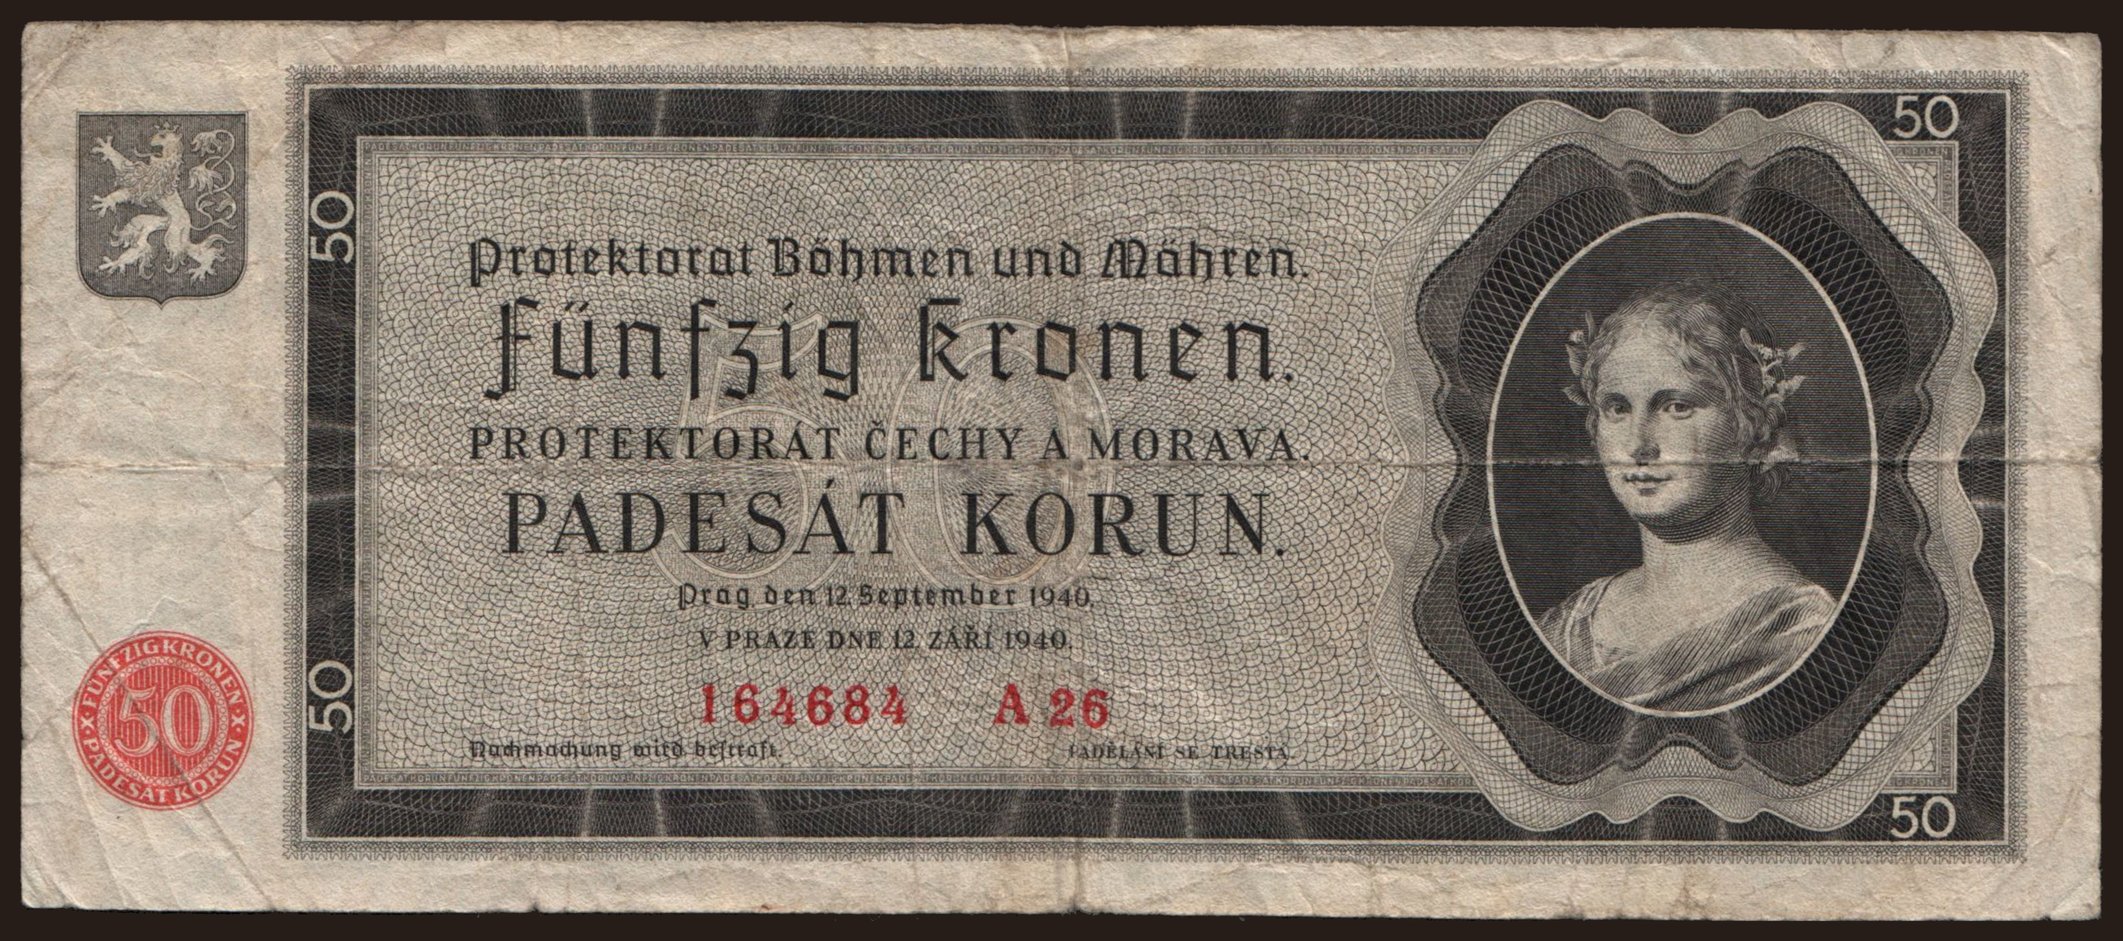 50
50
Protektorat Böhmen und Mähren.
Fünfzig Kronen.
PROTEKTORÁT ČECHY A MORAVA.
PADESÁT KORUN.
Prag, den 12. September 1940.
V PRAZE DNE 12. ZÁŘÍ 1940.
164684 A 26
Nachmachung wird bestraft.
PADĚLÁNÍ SE TRESTÁ
FÜNFZIGKRONEN
50
PADESÁT KORUN
50
50